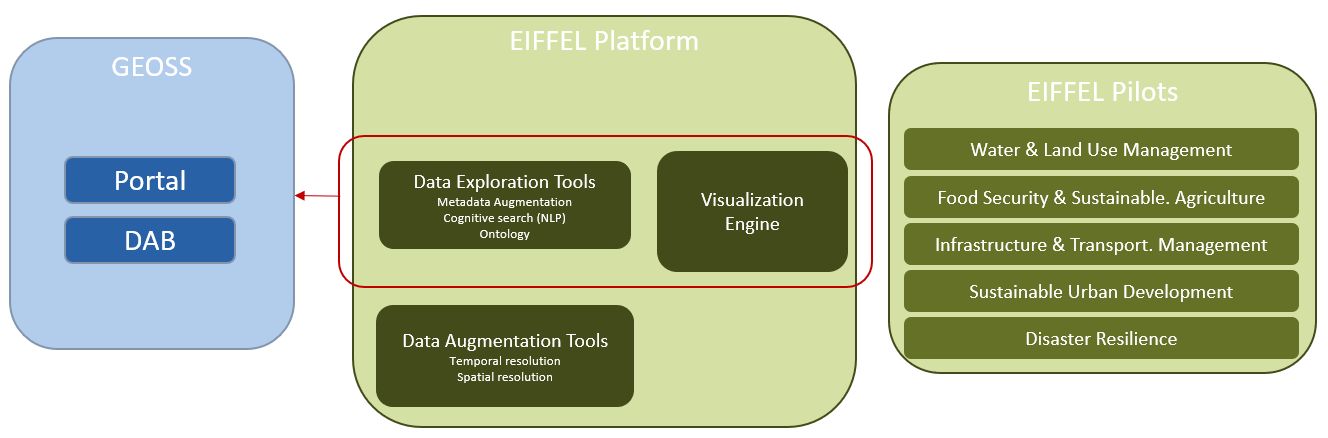 GEOSS
Portal
DAB
EIFFEL Platform
Data Exploration Tools
Metadata Augmentation
Cognitive search (NLP)
Ontology
Visualization
Engine
Data Augmentation Tools
Temporal resolution
Spatial resolution
EIFFEL Pilots
Water & Land Use Management
Food Security & Sustainable. Agriculture
Infrastructure & Transport. Management
Sustainable Urban Development
Disaster Resilience